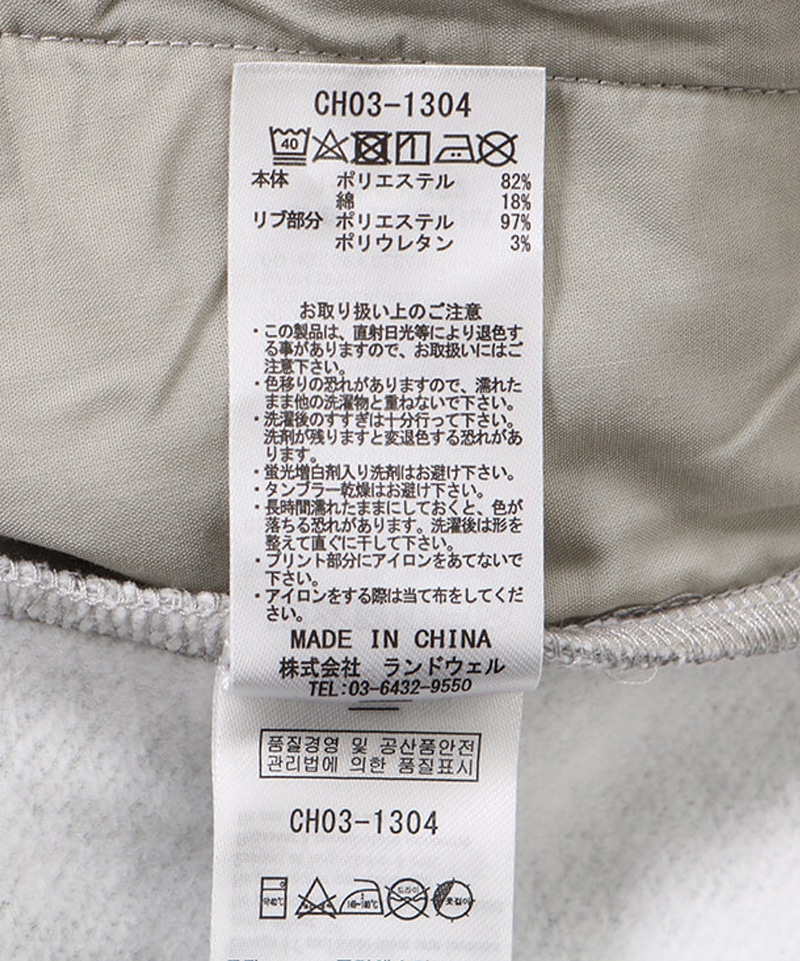 CH03-1304
40
本体 ポリエステル 82%
綿 18%
リブ部分 ポリエステル 97%
ポリウレタン 3%
お取り扱い上のご注意
・この製品は、直射日光等により退色す
る事がありますので、お取扱いにはご
注意下さい。
・色移りの恐れがありますので、濡れた
まま他の洗濯物と重ねないで下さい。
・洗濯後のすすぎは十分行って下さい。
洗剤が残りますと変退色する恐れがあ
ります。
・蛍光増白剤入り洗剤はお避け下さい。
・タンブラー乾燥はお避け下さい。
・長時間濡れたままにしておくと、色が
落ちる恐れがあります。洗濯後は形を
整えて直ぐに干して下さい。
・プリント部分にアイロンをあてないで
下さい。
・アイロンをする際は当て布をしてくだ
さい。
MADE IN CHINA
株式会社 ランドウェル
TEL:03-6432-9550
품질경영 및 공산품안전
관리법에 의한 품질표시
CH03-1304
드라이